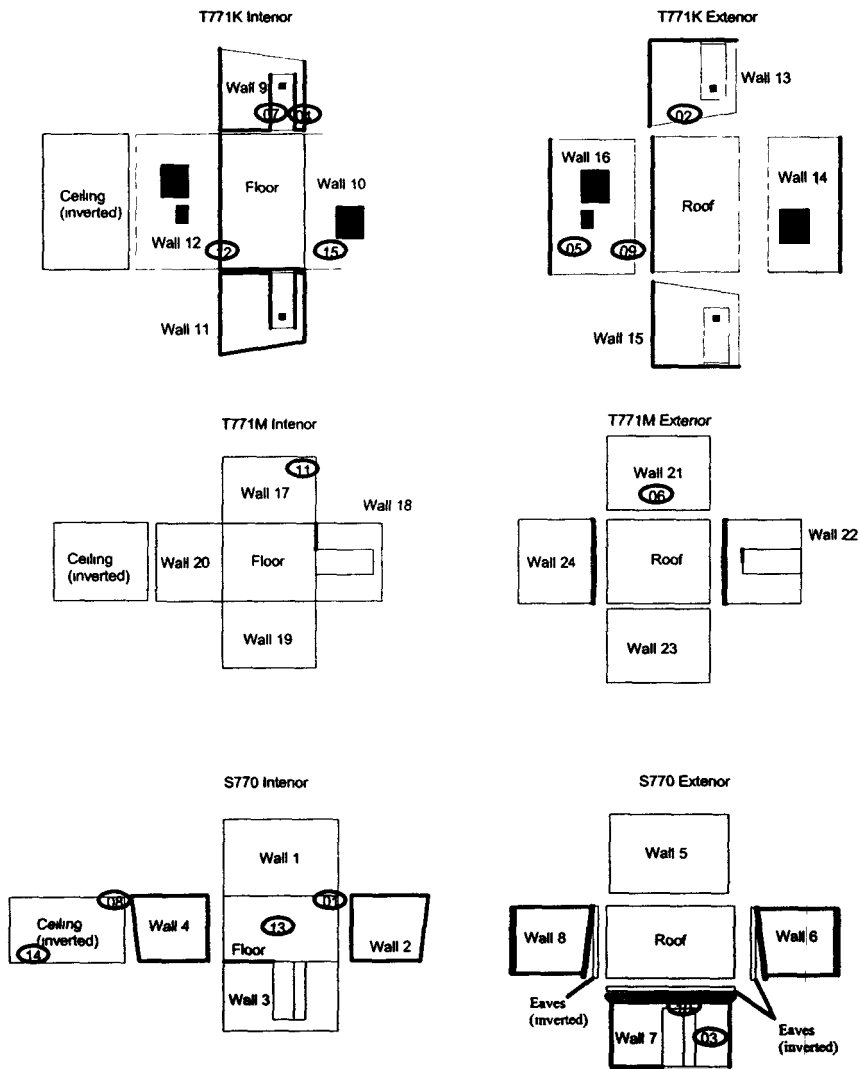 T771K Interior
T771K Exterior
Wall 9
07
04
Wall 13
02
Ceiling
(inverted)
Floor
Wall 10
Wall 12
12
15
Wall 11
Wall 16
Roof
Wall 14
05
09
Wall 15
T771M Interior
T771M Exterior
11
Wall 17
Wall 18
Ceiling
(inverted)
Wall 20
Floor
Wall 19
Wall 21
06
Wall 24
Roof
Wall 22
Wall 23
S770 Interior
S770 Exterior
Wall 1
08
01
Ceiling
(inverted)
14
Wall 4
13
Floor
Wall 2
Wall 3
Wall 5
Wall 8
Roof
Wall 6
Eaves
(inverted)
Wall 7
03
Eaves
(inverted)